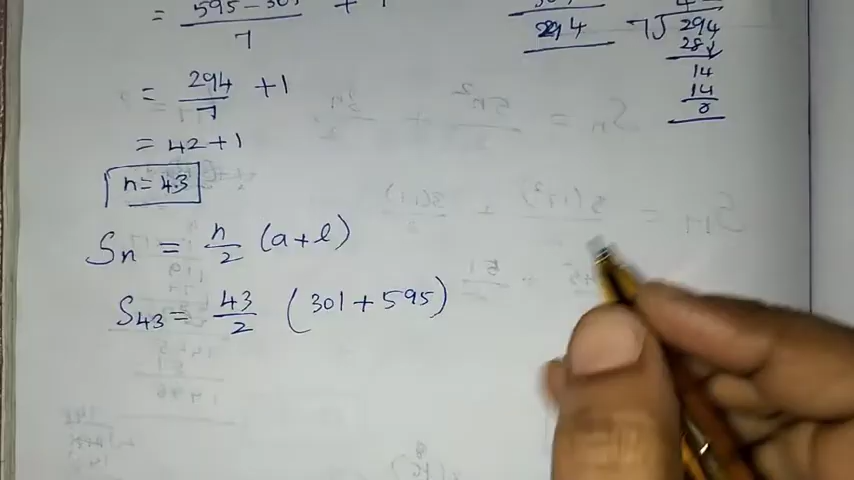 = 595 - 301 / 7 + 1
= 294 / 7 + 1
= 42 + 1
n = 43
Sn = n/2 (a + l)
S43 = 43/2 (301 + 595)
294
7) 294
28↓
14
14
0